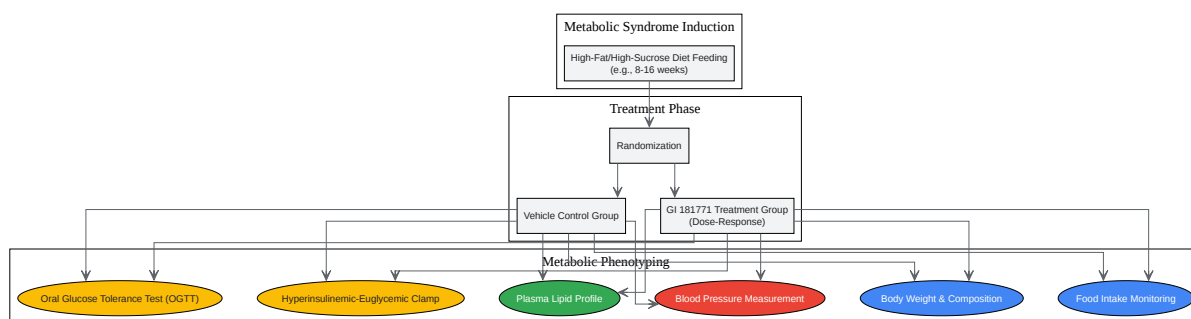 Metabolic Syndrome Induction
High-Fat/High-Sucrose Diet Feeding
(e.g., 8-16 weeks)
Treatment Phase
Randomization
Vehicle Control Group
GI 181771 Treatment Group
(Dose-Response)
Metabolic Phenotyping
Oral Glucose Tolerance Test (OGTT)
Hyperinsulinemic-Euglycemic Clamp
Plasma Lipid Profile
Blood Pressure Measurement
Body Weight & Composition
Food Intake Monitoring